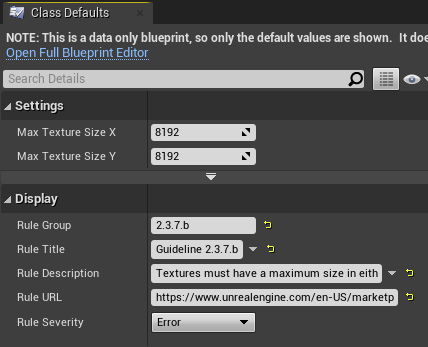 Class Defaults
NOTE: This is a data only blueprint, so only the default values are shown. It doe
Open Full Blueprint Editor
Search Details
Settings
Max Texture Size X 8192
Max Texture Size Y 8192
Display
Rule Group 2.3.7.b
Rule Title Guideline 2.3.7.b
Rule Description Textures must have a maximum size in eith
Rule URL https://www.unrealengine.com/en-US/marketp
Rule Severity Error